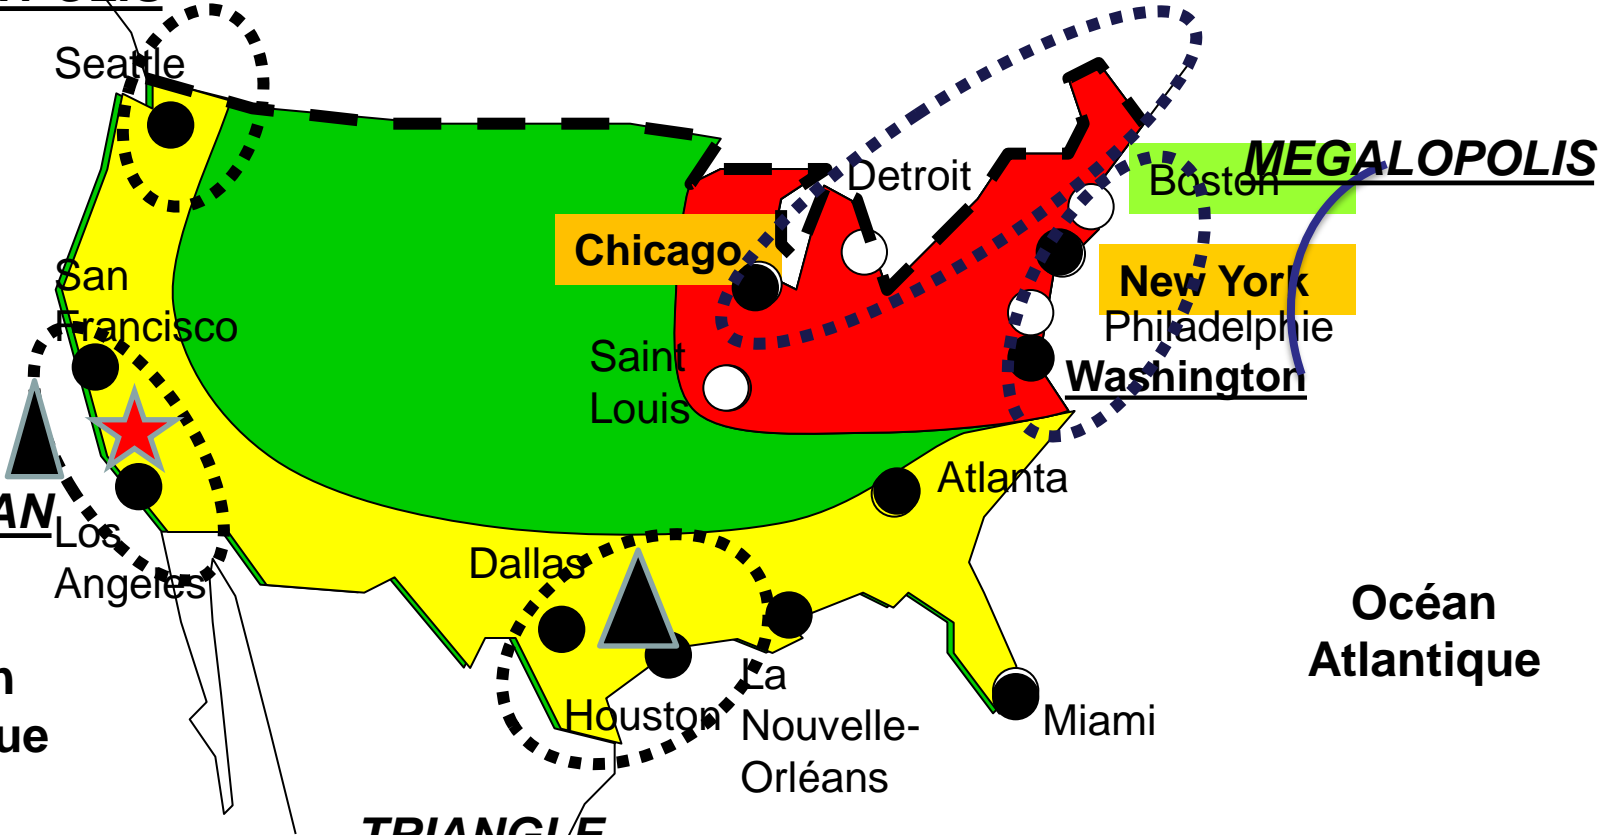 Seattle
Detroit
MEGALOPOLIS
Boston
Chicago
San
Francisco
New York
Philadelphie
Saint
Louis
Washington
Atlanta
Los
Angeles
Dallas
Océan
Atlantique
La
Nouvelle-
Orléans
Houston
Miami
TRIANGLE